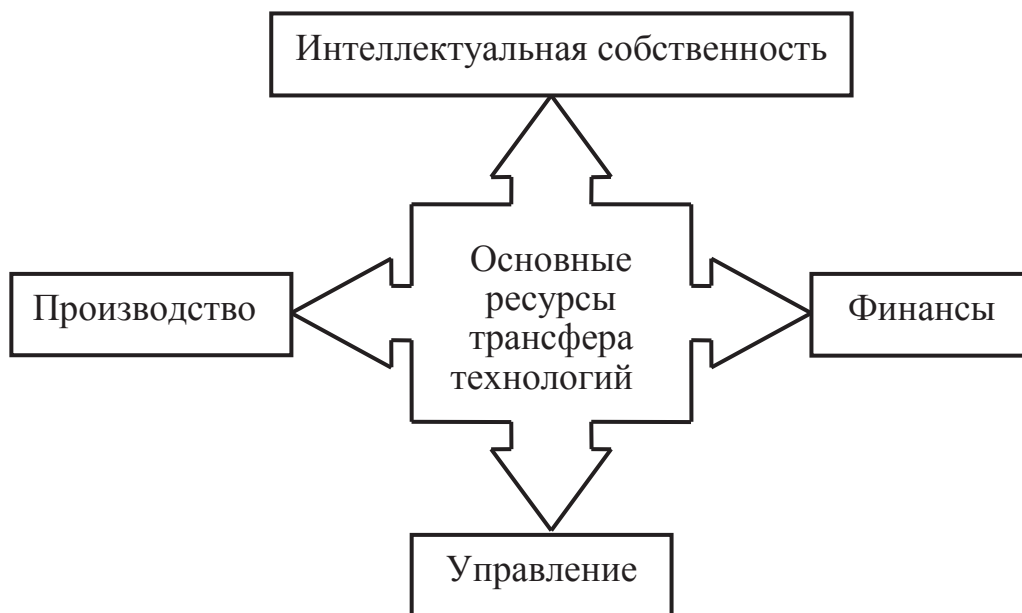 Интеллектуальная собственность
Производство
Основные
ресурсы
трансфера
технологий
Финансы
Управление